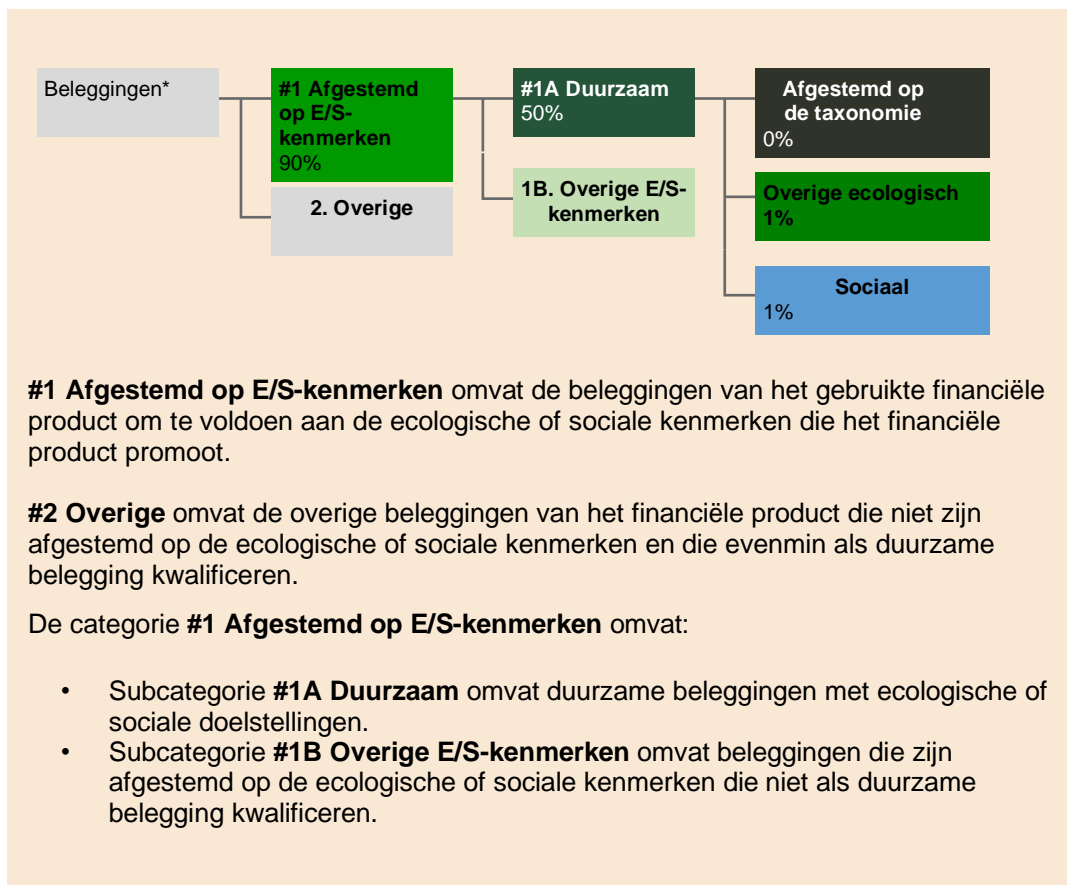 Beleggingen*
#1 Afgestemd
op E/S-
kenmerken
90%
2. Overige
#1A Duurzaam
50%
1B. Overige E/S-
kenmerken
Afgestemd op
de taxonomie
0%
Overige ecologisch
1%
Sociaal
1%
#1 Afgestemd op E/S-kenmerken omvat de beleggingen van het gebruikte financiële
product om te voldoen aan de ecologische of sociale kenmerken die het financiële
product promoot.
#2 Overige omvat de overige beleggingen van het financiële product die niet zijn
afgestemd op de ecologische of sociale kenmerken en die evenmin als duurzame
belegging kwalificeren.
De categorie #1 Afgestemd op E/S-kenmerken omvat:
• Subcategorie #1A Duurzaam omvat duurzame beleggingen met ecologische of
sociale doelstellingen.
• Subcategorie #1B Overige E/S-kenmerken omvat beleggingen die zijn
afgestemd op de ecologische of sociale kenmerken die niet als duurzame
belegging kwalificeren.